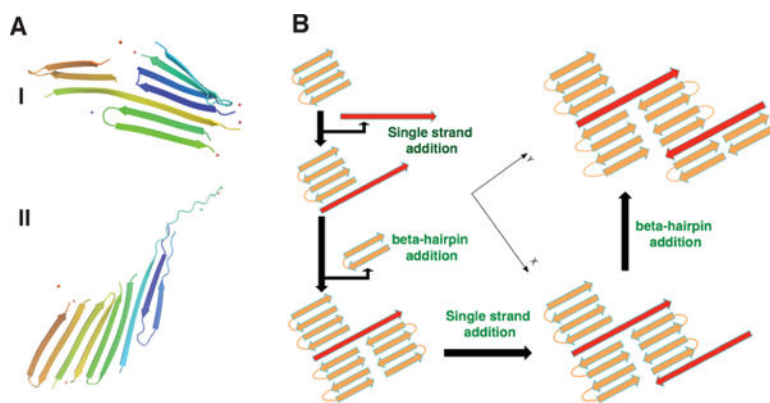 A
B
I
II
Single strand
addition
beta-hairpin
addition
Single strand
addition
beta-hairpin
addition
Y
X